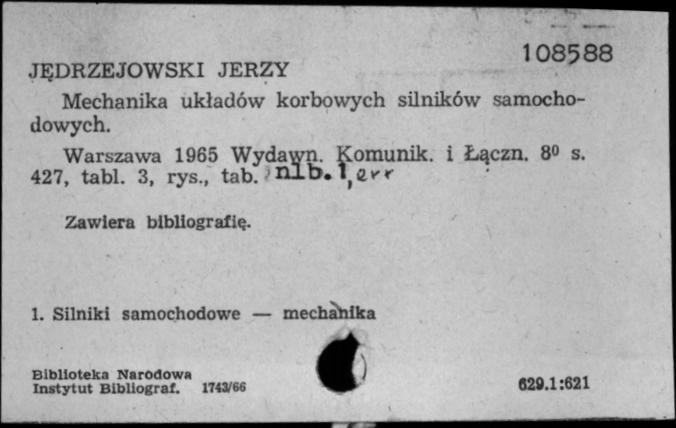 108588
JĘDRZEJOWSKI JERZY
Mechanika układów korbowych silników samocho-
dowych.
Warszawa 1965 Wydawn. Komunik. i Łączn. 8⁰ s.
427, tabl. 3, rys., tab. nlb. 1, err
Zawiera bibliografię.
1. Silniki samochodowe — mechanika
Biblioteka Narodowa
Instytut Bibliograf. 1743/66
629.1:621